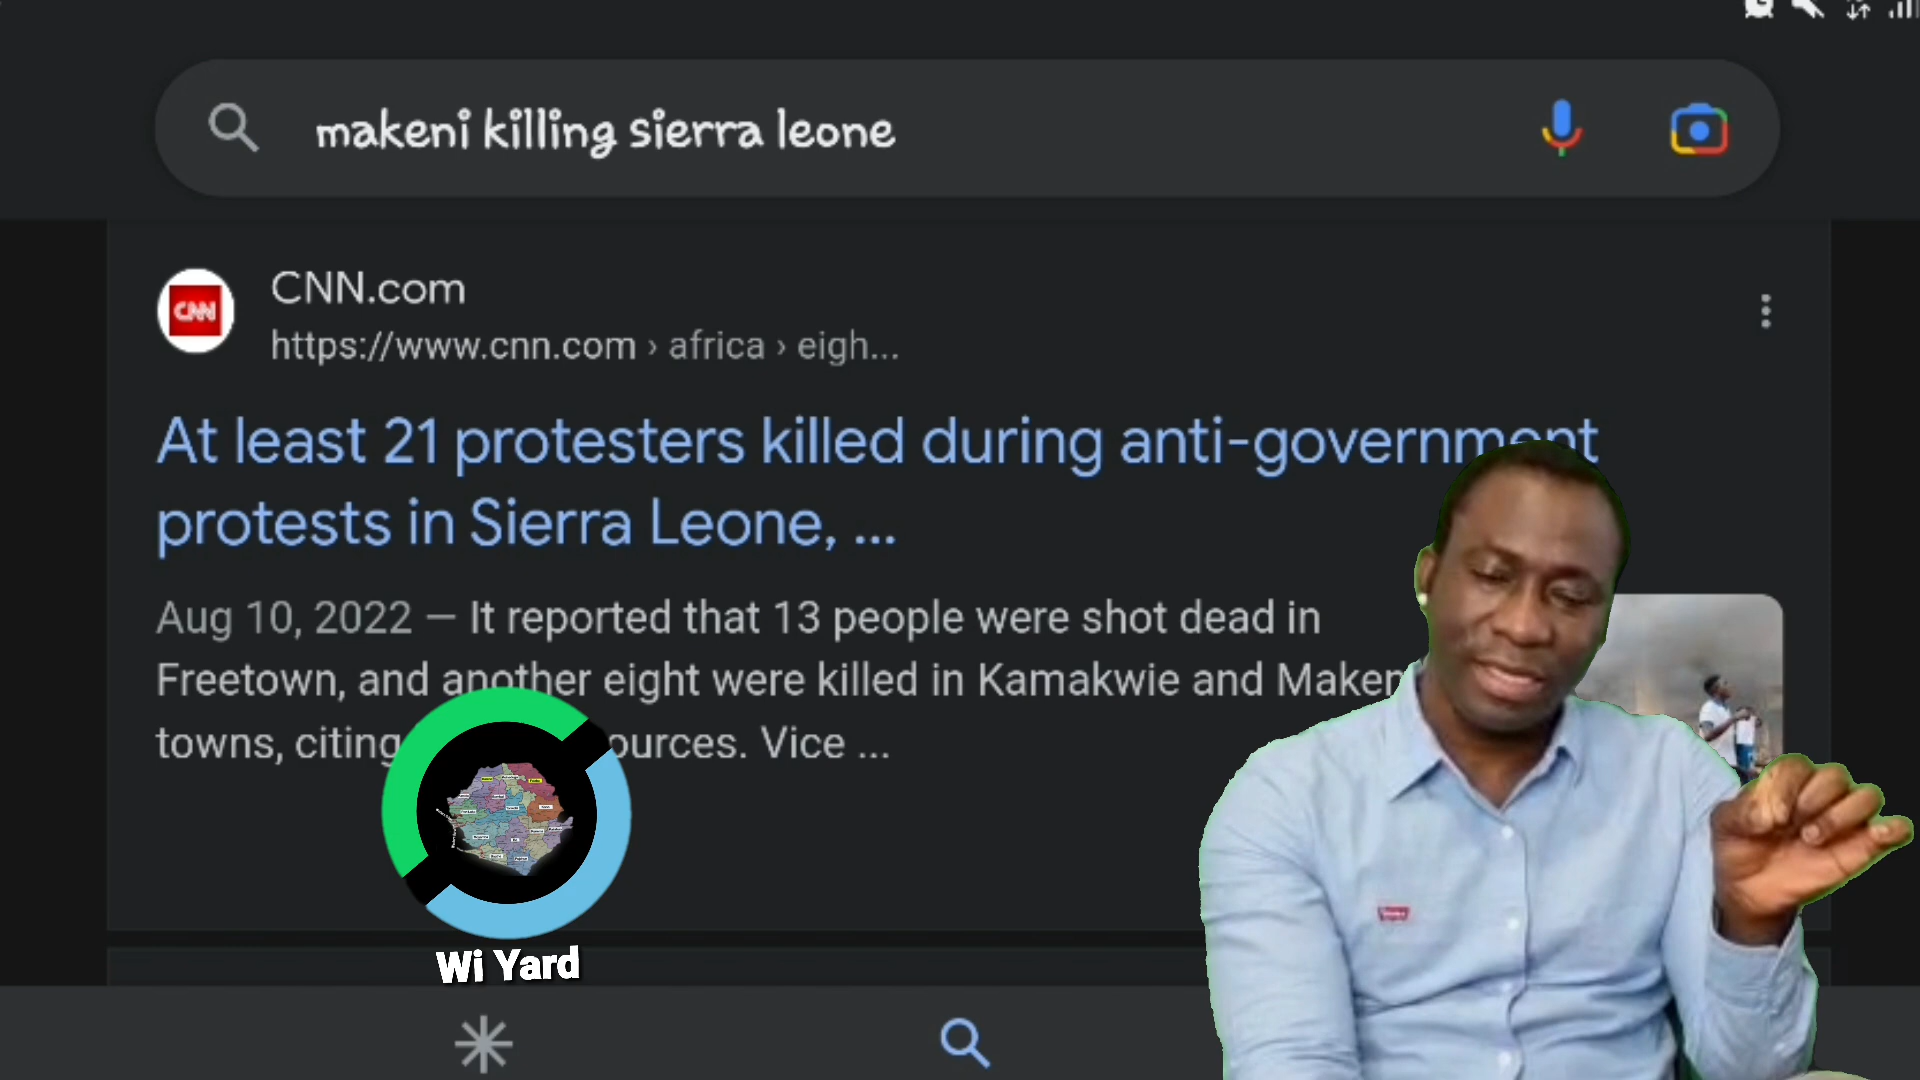 makeni killing sierra leone
CNN
CNN.com
https://www.cnn.com › africa › eigh...
At least 21 protesters killed during anti-government
protests in Sierra Leone, ...
Aug 10, 2022 — It reported that 13 people were shot dead in
Freetown, and another eight were killed in Kamakwie and Maken
towns, citing ources. Vice ...
Wi Yard